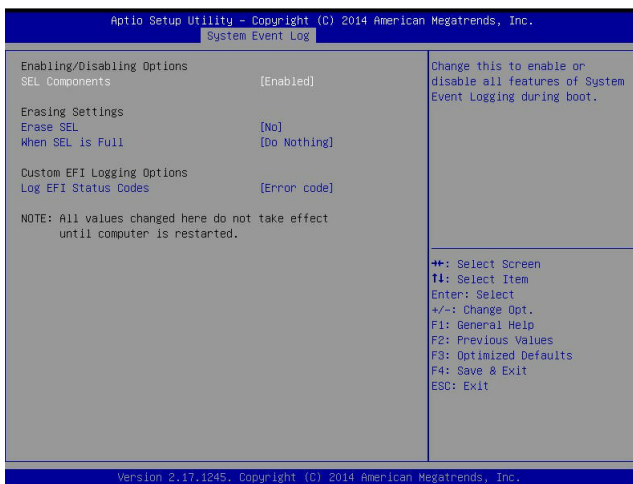 Aptio Setup Utility – Copyright (C) 2014 American Megatrends, Inc.
System Event Log
Enabling/Disabling Options
SEL Components [Enabled]
Erasing Settings
Erase SEL [No]
When SEL is Full [Do Nothing]
Custom EFI Logging Options
Log EFI Status Codes [Error code]
NOTE: All values changed here do not take effect
until computer is restarted.
Change this to enable or
disable all features of System
Event Logging during boot.
→←: Select Screen
↑↓: Select Item
Enter: Select
+/-: Change Opt.
F1: General Help
F2: Previous Values
F3: Optimized Defaults
F4: Save & Exit
ESC: Exit
Version 2.17.1245. Copyright (C) 2014 American Megatrends, Inc.